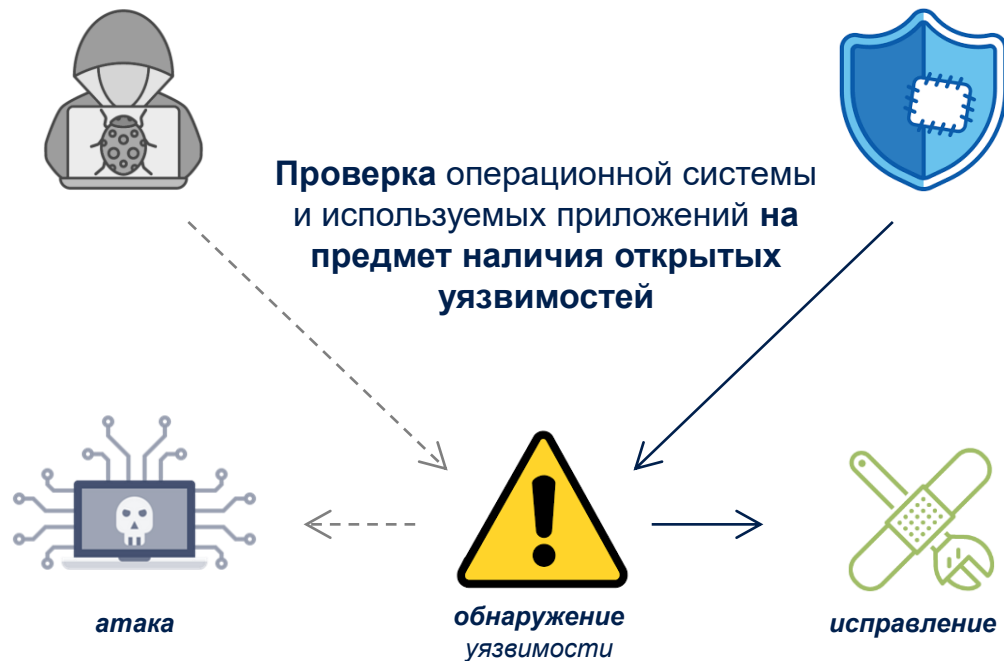 Проверка операционной системы
и используемых приложений на
предмет наличия открытых
уязвимостей
атака
обнаружение
уязвимости
исправление